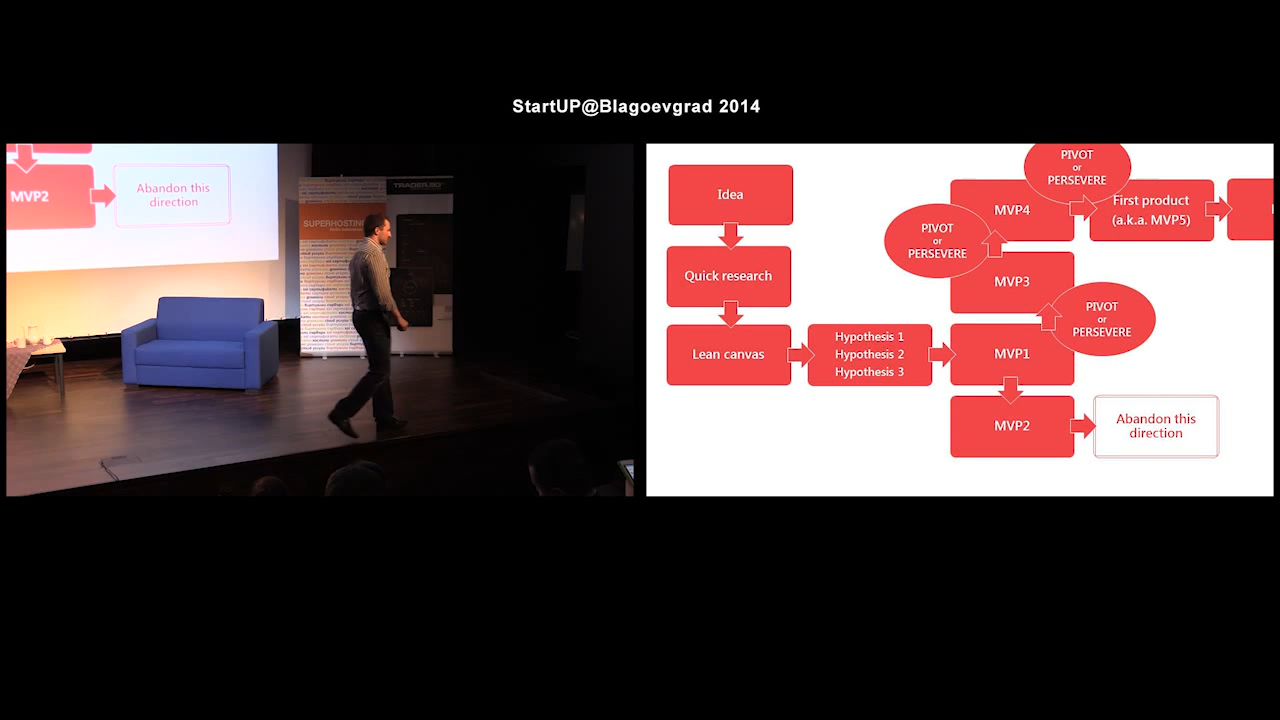 StartUP@Blagoevgrad 2014
MVP2
Abandon this
direction
SUPERHOSTING
Idea
Quick research
Lean canvas
Hypothesis 1
Hypothesis 2
Hypothesis 3
MVP4
PIVOT
or
PERSEVERE
First product
(a.k.a. MVP5)
PIVOT
or
PERSEVERE
MVP3
PIVOT
or
PERSEVERE
MVP1
MVP2
Abandon this
direction